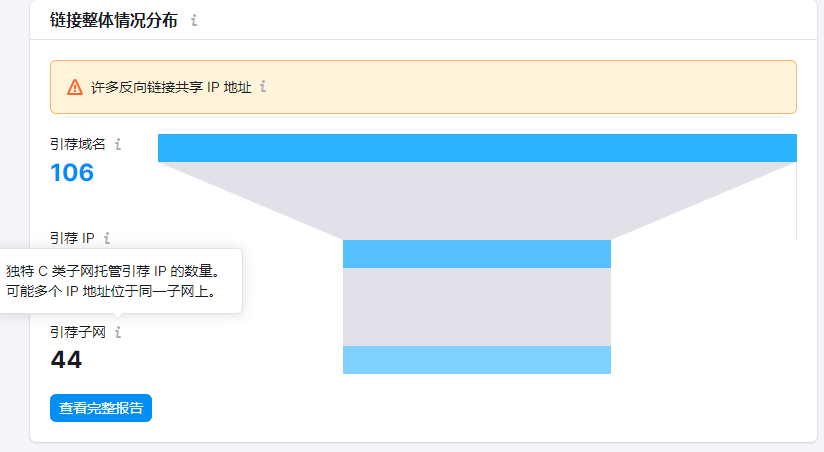 链接整体情况分布
许多反向链接共享 IP 地址
引荐域名
106
引荐 IP
独特 C 类子网托管引荐 IP 的数量。
可能多个 IP 地址位于同一子网上。
引荐子网
44
查看完整报告